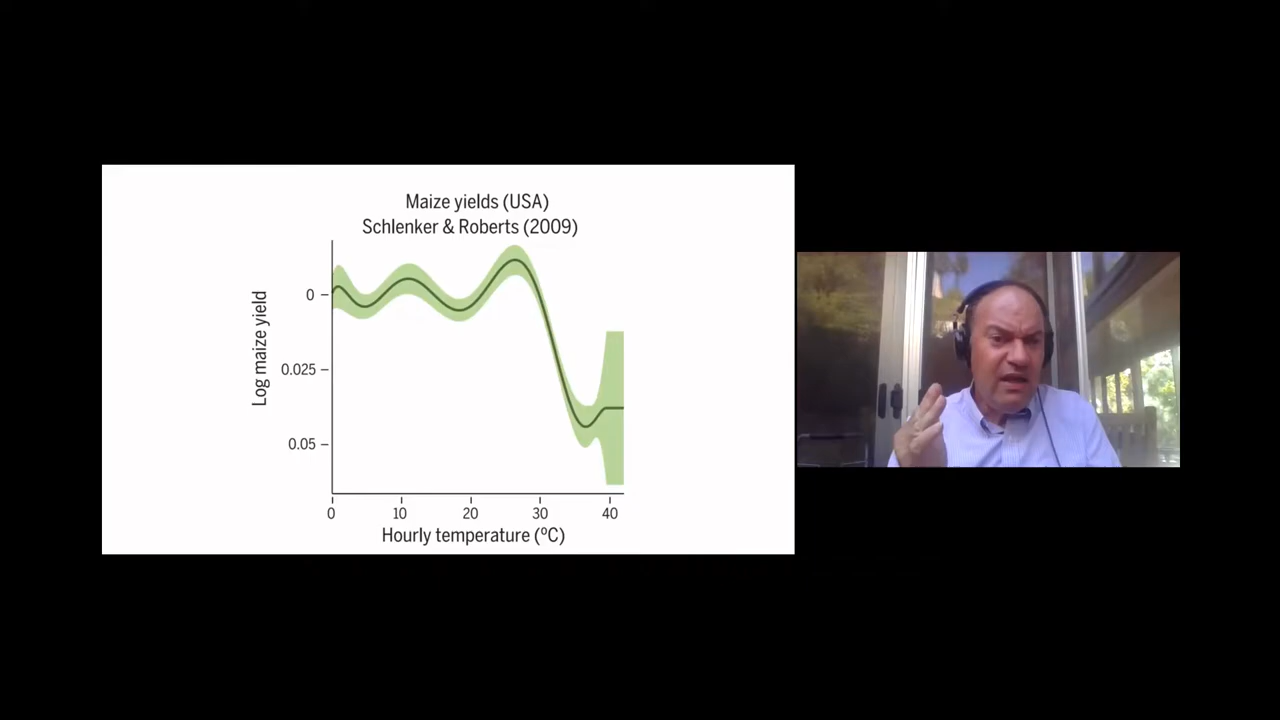 Maize yields (USA)
Schlenker & Roberts (2009)
Log maize yield
0
0.025
0.05
0
10
20
30
40
Hourly temperature (ºC)